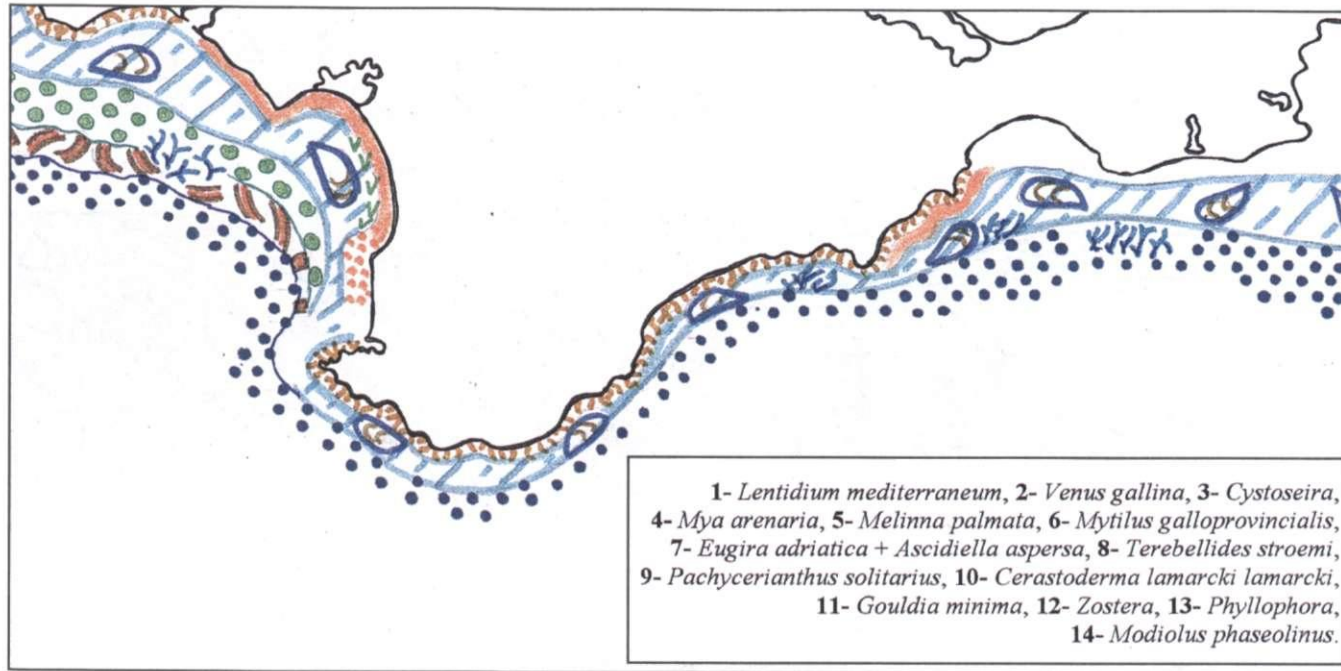 1- Lentidium mediterraneum, 2- Venus gallina, 3- Cystoseira,
4- Mya arenaria, 5- Melinna palmata, 6- Mytilus galloprovincialis,
7- Eugira adriatica + Ascidiella aspersa, 8- Terebellides stroemi,
9- Pachycerianthus solitarius, 10- Cerastoderma lamarcki lamarcki,
11- Gouldia minima, 12- Zostera, 13- Phyllophora,
14- Modiolus phaseolinus.